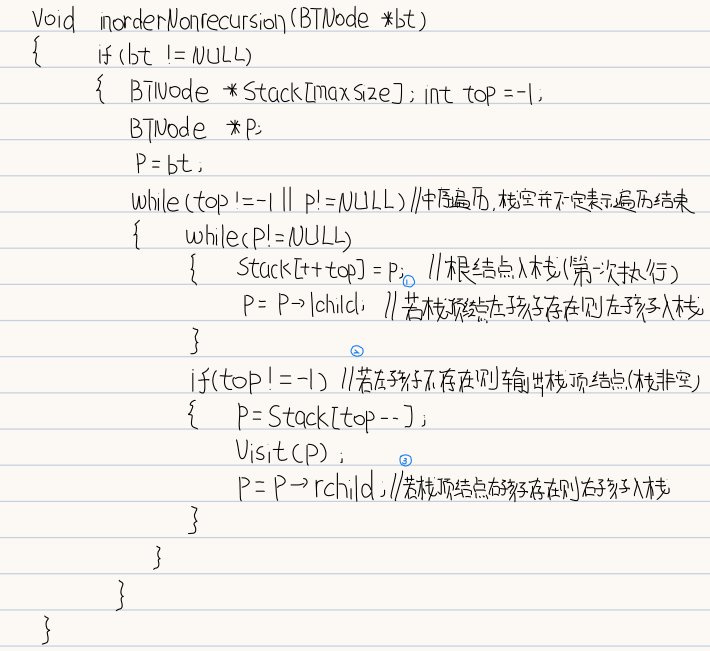 Void inorderNonrecursion(BTNode *bt)
{ if(bt != NULL)
{ BTNode *Stack[maxsize]; int top=-1;
BTNode *P;
P=bt;
while(top!=-1 || p!=NULL) //中序遍历,栈空并不一定表示遍历结束
{ while(p!=NULL)
{ Stack[++top]=p; //根结点入栈(第一次执行)
①
P=P→lchild; //若栈顶结点左孩子存在则左孩子入栈
}
②
if(top!=-1) //若左孩子不存在则输出栈顶结点(栈非空)
{ p=Stack[top--];
Visit(p);
③
P=P→rchild; //若栈顶结点右孩子存在则右孩子入栈
}
}
}
}